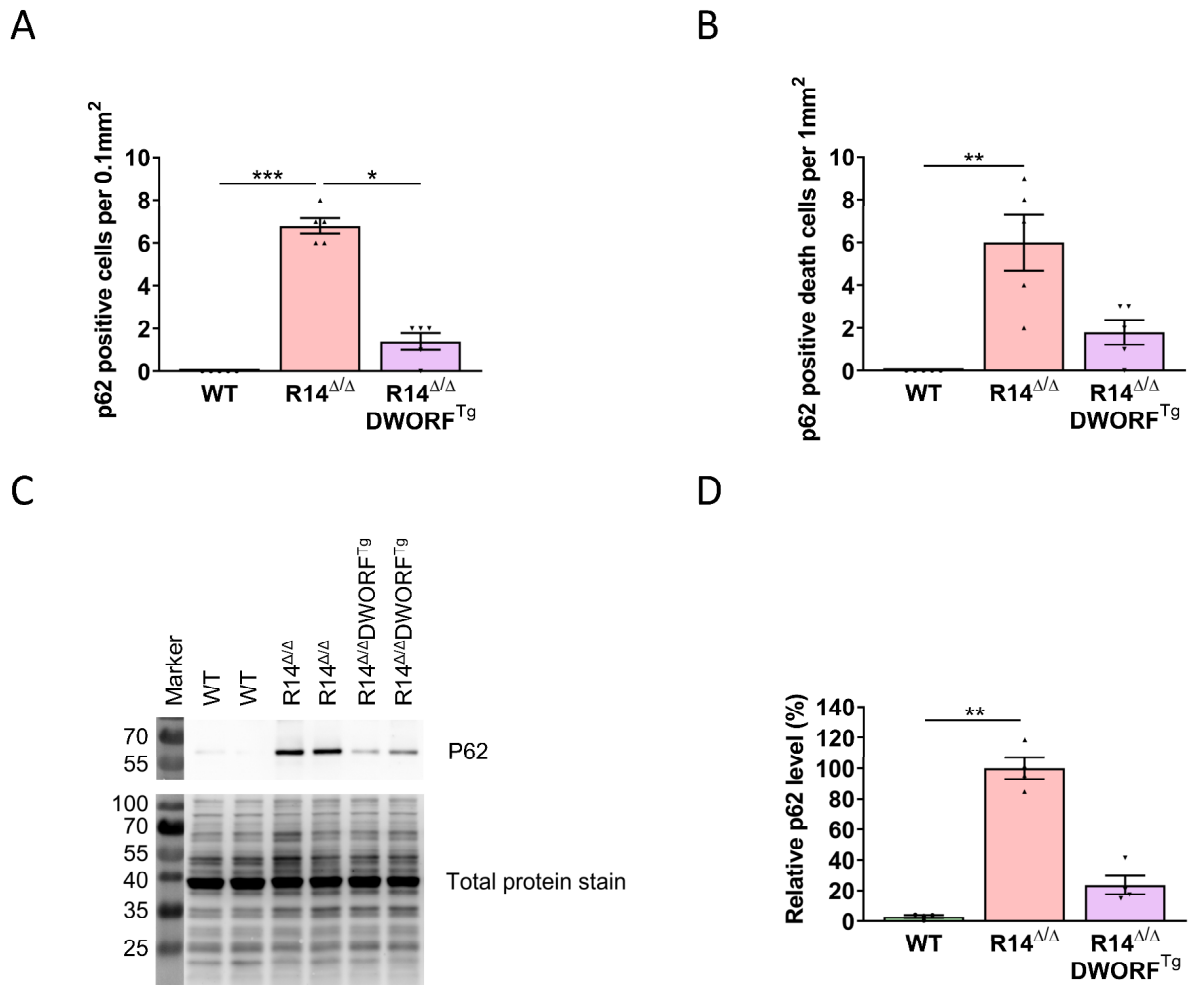 A
p62 positive cells per 0.1mm²
10
8
6
4
2
0
***
*
WT
R14Δ/Δ
R14Δ/Δ
DWORFTg
B
p62 positive death cells per 1mm²
10
8
6
4
2
0
**
WT
R14Δ/Δ
R14Δ/Δ
DWORFTg
C
Marker
WT
WT
R14Δ/Δ
R14Δ/Δ
R14Δ/ΔDWORFTg
R14Δ/ΔDWORFTg
70
55
P62
100
70
55
40
35
25
Total protein stain
D
Relative p62 level (%)
140
120
100
80
60
40
20
0
**
WT
R14Δ/Δ
R14Δ/Δ
DWORFTg